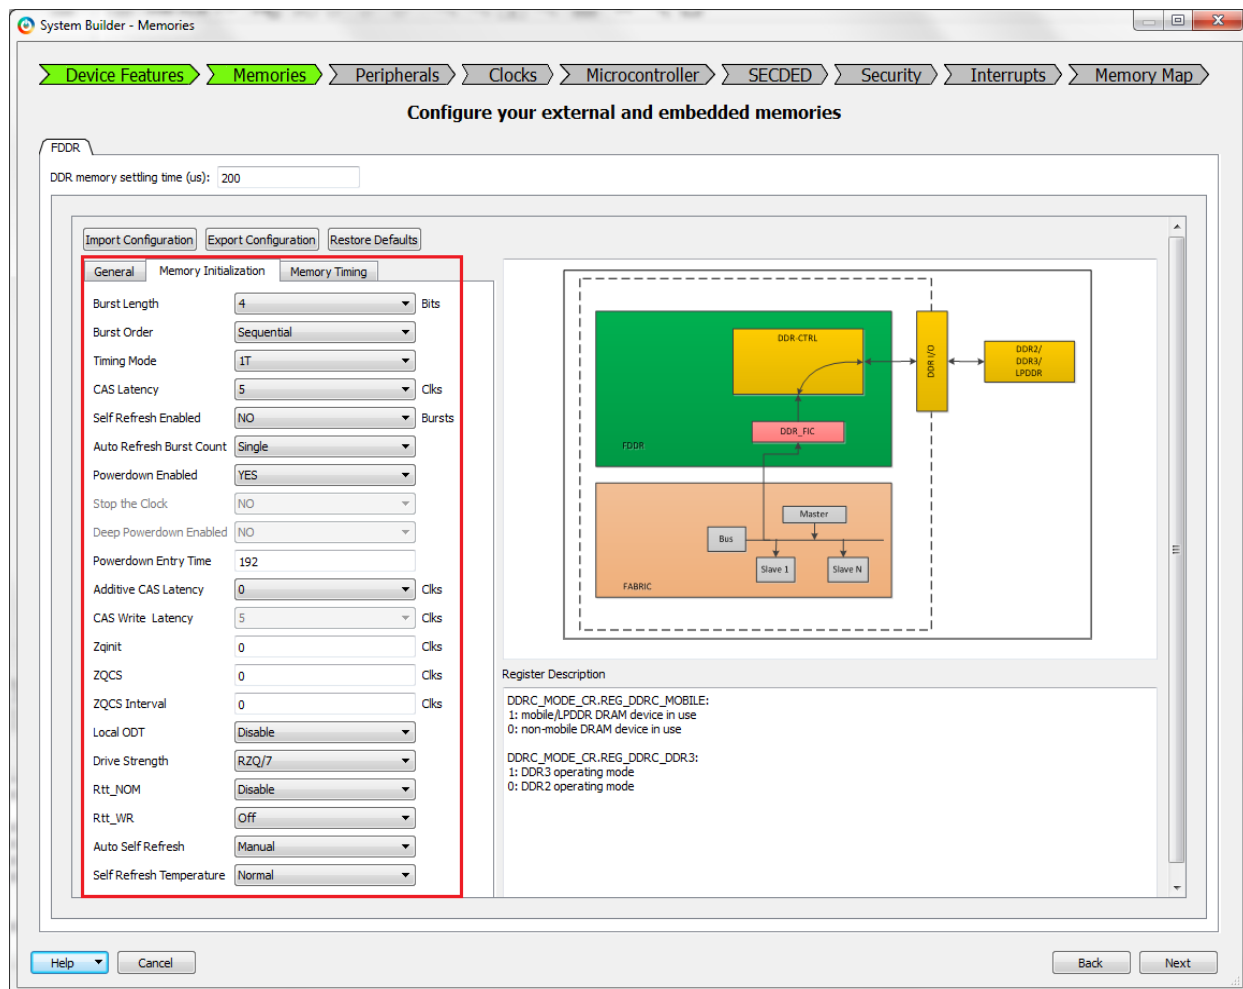 System Builder - Memories
Device Features Memories Peripherals Clocks Microcontroller SECDED Security Interrupts Memory Map
Configure your external and embedded memories
FDDR
DDR memory settling time (us): 200
Import Configuration Export Configuration Restore Defaults
General Memory Initialization Memory Timing
Burst Length 4 Bits
Burst Order Sequential
Timing Mode 1T
CAS Latency 5 Clks
Self Refresh Enabled NO Bursts
Auto Refresh Burst Count Single
Powerdown Enabled YES
Stop the Clock NO
Deep Powerdown Enabled NO
Powerdown Entry Time 192
Additive CAS Latency 0 Clks
CAS Write Latency 5 Clks
Zqinit 0 Clks
ZQCS 0 Clks
ZQCS Interval 0 Clks
Local ODT Disable
Drive Strength RZQ/7
Rtt_NOM Disable
Rtt_WR Off
Auto Self Refresh Manual
Self Refresh Temperature Normal
DDR-CTRL
DDR I/O
DDR2/
DDR3/
LPDDR
DDR_FIC
FDDR
Master
Bus
Slave 1
Slave N
FABRIC
Register Description
DDRC_MODE_CR.REG_DDRC_MOBILE:
1: mobile/LPDDR DRAM device in use
0: non-mobile DRAM device in use
DDRC_MODE_CR.REG_DDRC_DDR3:
1: DDR3 operating mode
0: DDR2 operating mode
Help Cancel Back Next